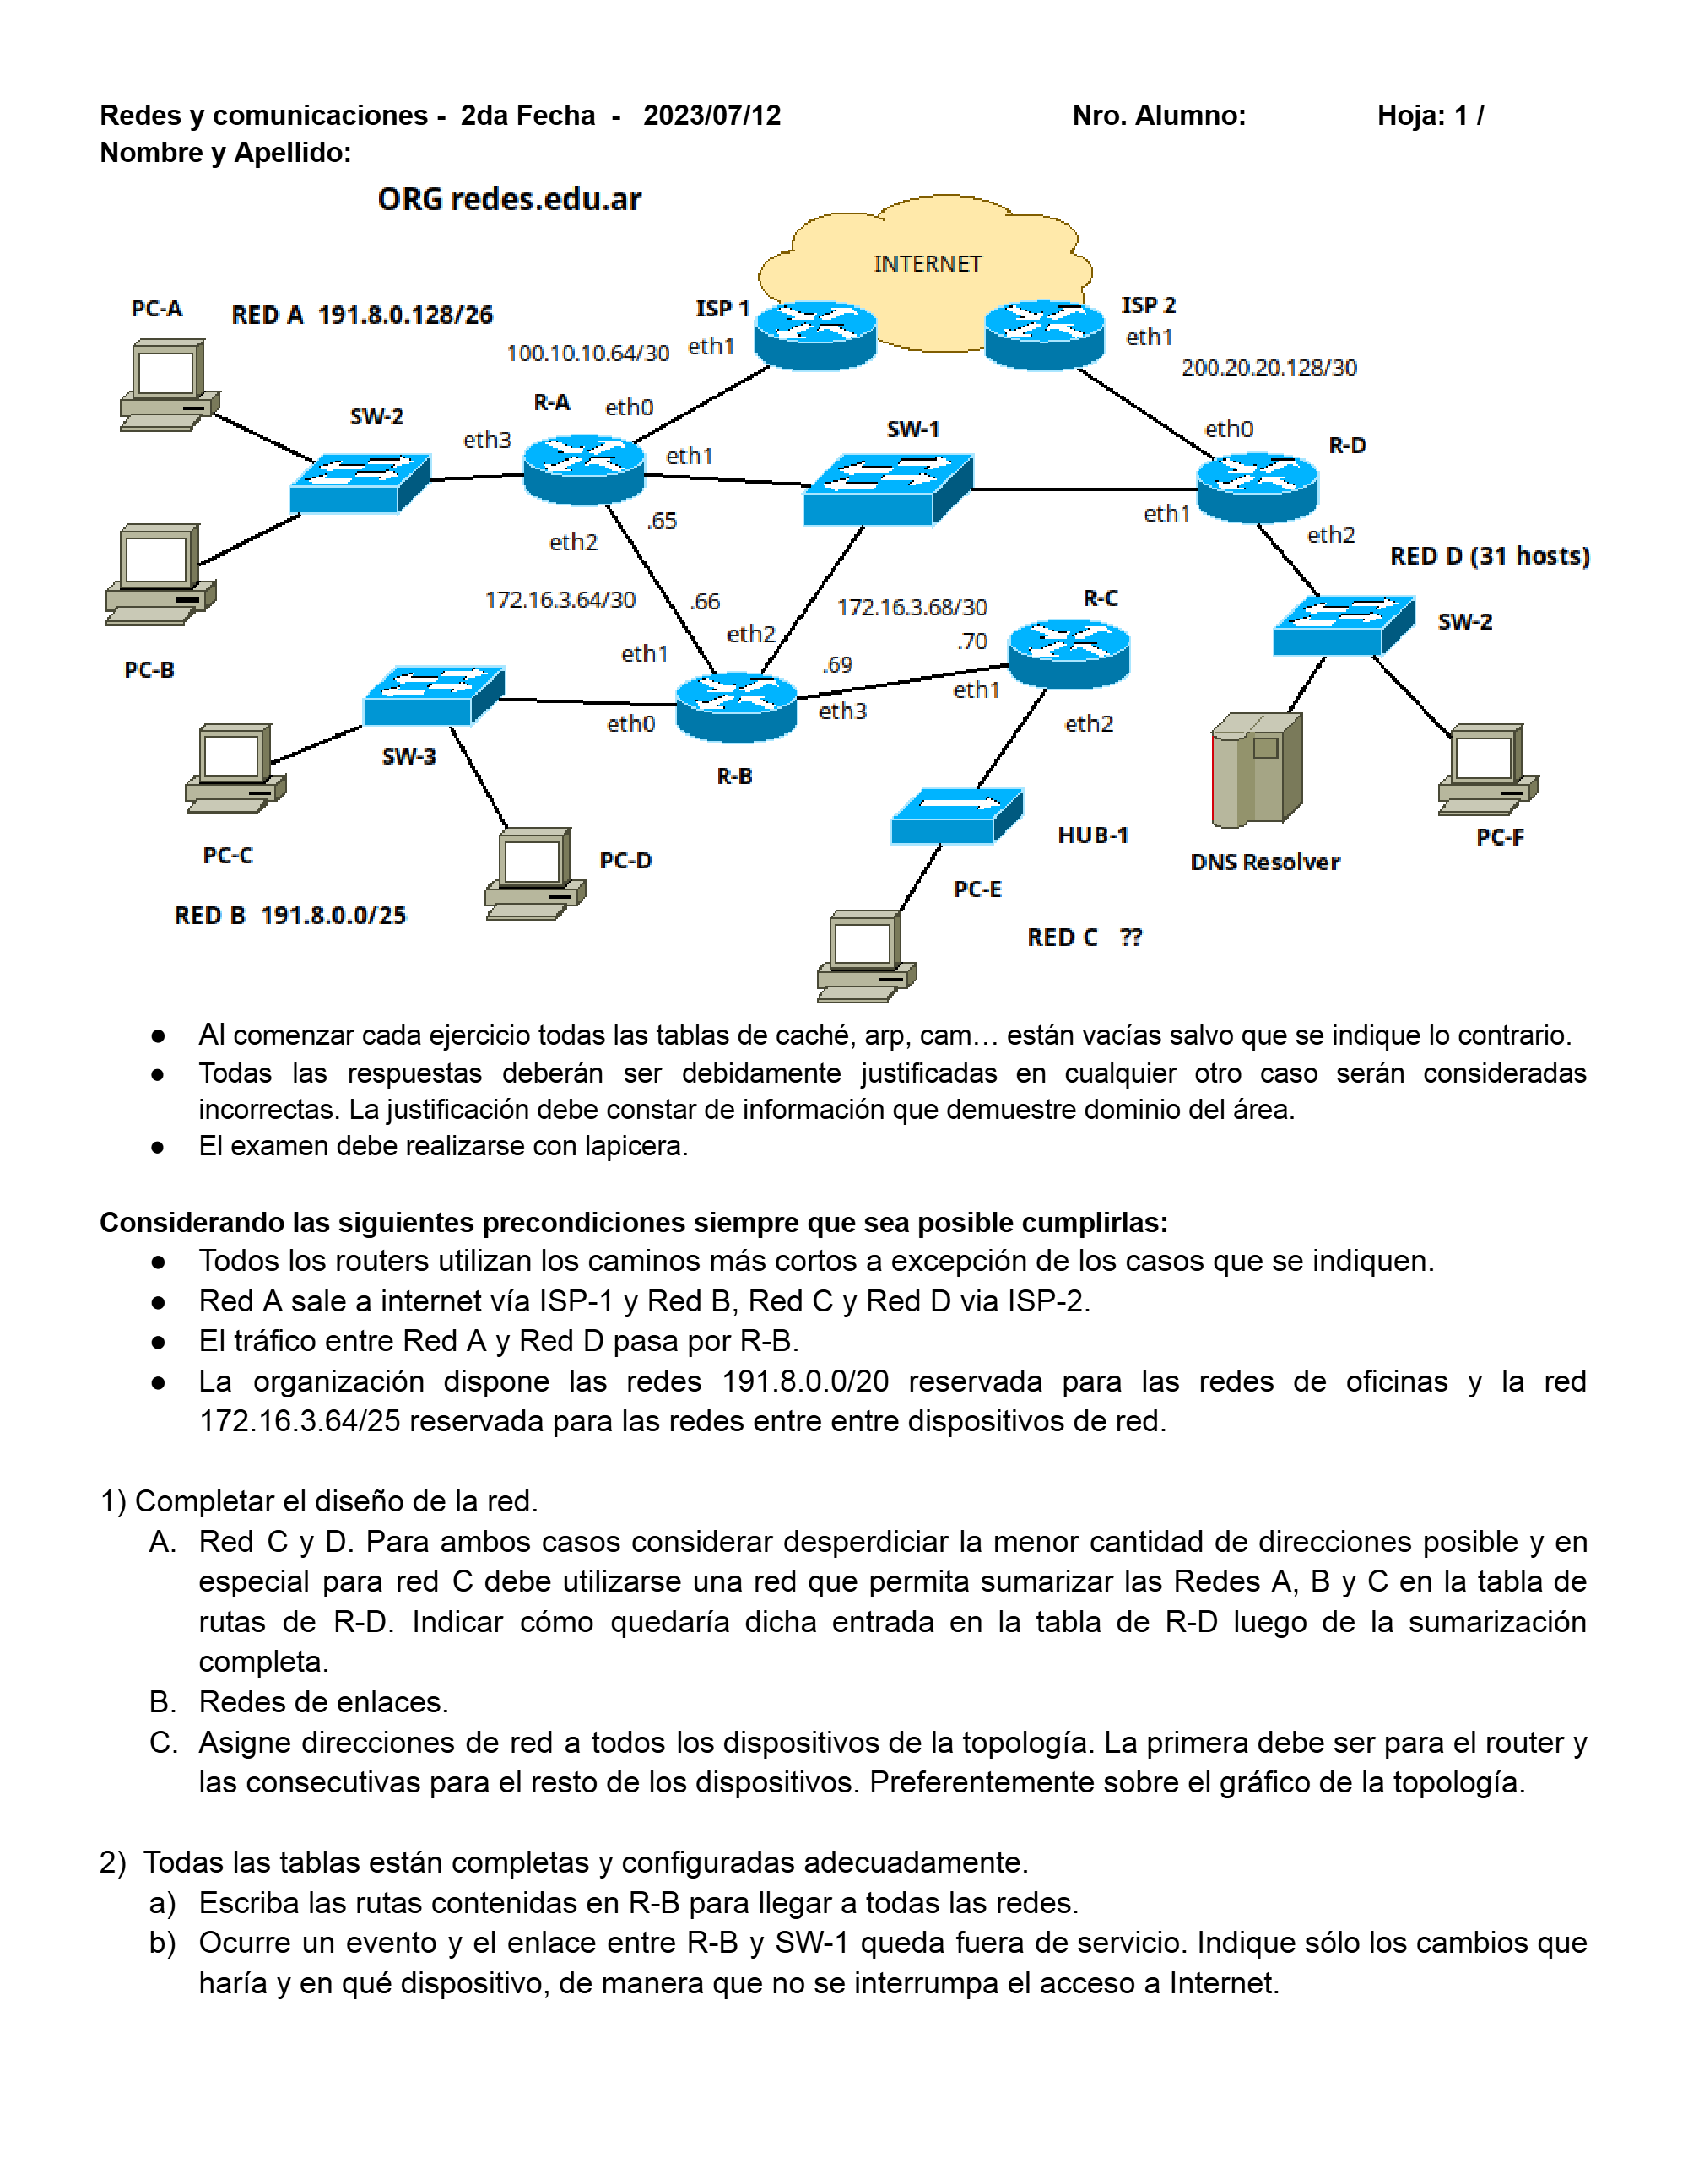 Redes y comunicaciones - 2da Fecha - 2023/07/12 Nro. Alumno: Hoja: 1 /
Nombre y Apellido:
ORG redes.edu.ar
INTERNET
PC-A
RED A 191.8.0.128/26
ISP 1
ISP 2
eth1
eth1
100.10.10.64/30
200.20.20.128/30
R-A
eth0
SW-2
SW-1
eth0
R-D
eth3
eth1
.65
eth1
eth2
eth2
RED D (31 hosts)
172.16.3.64/30
.66
172.16.3.68/30
R-C
SW-2
eth2
.70
eth1
.69
PC-B
eth1
eth3
eth0
eth2
SW-3
R-B
HUB-1
PC-F
PC-C
PC-D
DNS Resolver
PC-E
RED B 191.8.0.0/25
RED C ??
● Al comenzar cada ejercicio todas las tablas de caché, arp, cam… están vacías salvo que se indique lo contrario.
● Todas las respuestas deberán ser debidamente justificadas en cualquier otro caso serán consideradas
incorrectas. La justificación debe constar de información que demuestre dominio del área.
● El examen debe realizarse con lapicera.
Considerando las siguientes precondiciones siempre que sea posible cumplirlas:
● Todos los routers utilizan los caminos más cortos a excepción de los casos que se indiquen.
● Red A sale a internet vía ISP-1 y Red B, Red C y Red D via ISP-2.
● El tráfico entre Red A y Red D pasa por R-B.
● La organización dispone las redes 191.8.0.0/20 reservada para las redes de oficinas y la red
172.16.3.64/25 reservada para las redes entre entre dispositivos de red.
1) Completar el diseño de la red.
A. Red C y D. Para ambos casos considerar desperdiciar la menor cantidad de direcciones posible y en
especial para red C debe utilizarse una red que permita sumarizar las Redes A, B y C en la tabla de
rutas de R-D. Indicar cómo quedaría dicha entrada en la tabla de R-D luego de la sumarización
completa.
B. Redes de enlaces.
C. Asigne direcciones de red a todos los dispositivos de la topología. La primera debe ser para el router y
las consecutivas para el resto de los dispositivos. Preferentemente sobre el gráfico de la topología.
2) Todas las tablas están completas y configuradas adecuadamente.
a) Escriba las rutas contenidas en R-B para llegar a todas las redes.
b) Ocurre un evento y el enlace entre R-B y SW-1 queda fuera de servicio. Indique sólo los cambios que
haría y en qué dispositivo, de manera que no se interrumpa el acceso a Internet.